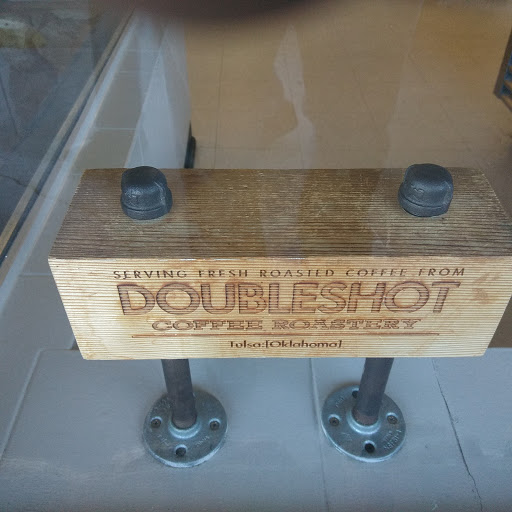 SERVING FRESH ROASTED COFFEE FROM
DOUBLESHOT
COFFEE ROASTERY
Tulsa:[Oklahoma]